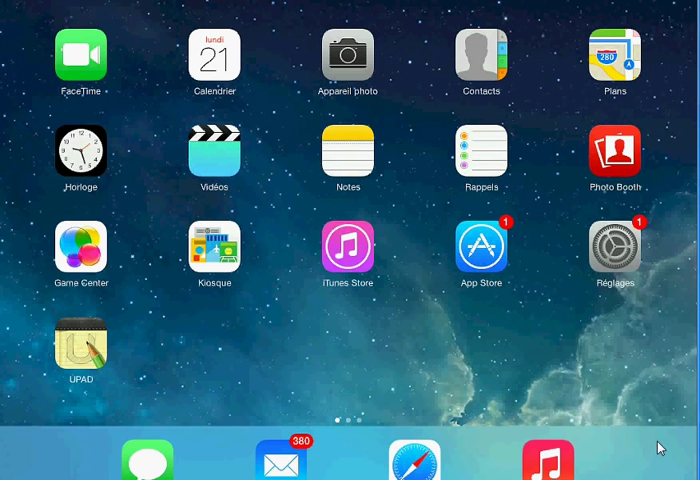 lundi
21
FaceTime
Calendrier
Appareil photo
Contacts
280
A
Plans
Horloge
Vidéos
Notes
Rappels
Photo Booth
Game Center
Kiosque
iTunes Store
1
App Store
1
Réglages
U
UPAD
380